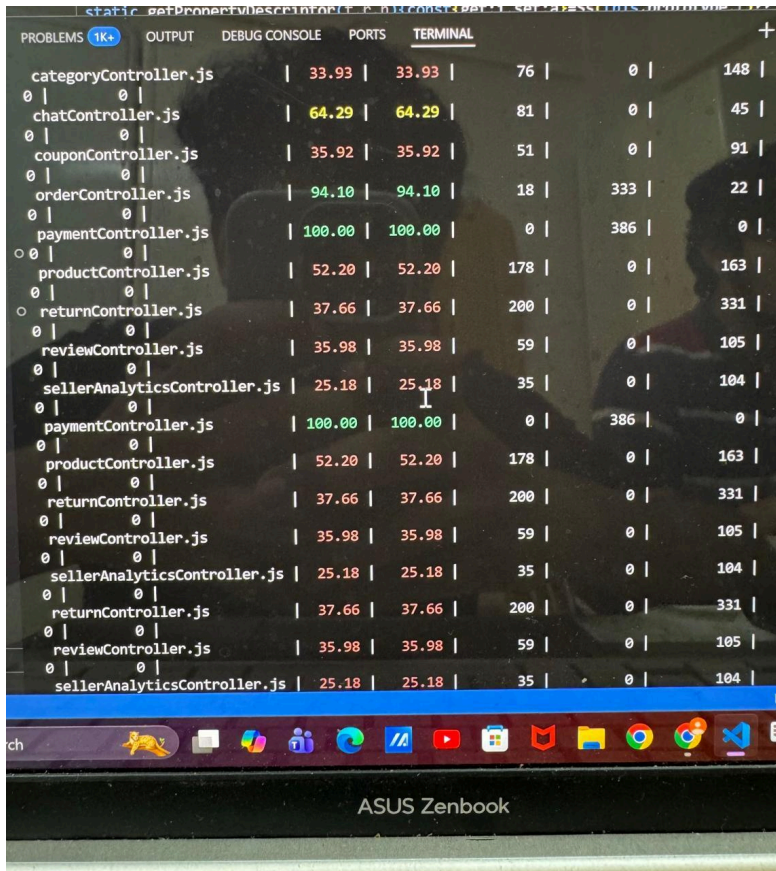 PROBLEMS 1K+ OUTPUT DEBUG CONSOLE PORTS TERMINAL +
categoryController.js | 33.93 | 33.93 | 76 | 0 | 148 |
0 | 0 |
chatController.js | 64.29 | 64.29 | 81 | 0 | 45 |
0 | 0 |
couponController.js | 35.92 | 35.92 | 51 | 0 | 91 |
0 | 0 |
orderController.js | 94.10 | 94.10 | 18 | 333 | 22 |
0 | 0 |
paymentController.js | 100.00 | 100.00 | 0 | 386 | 0 |
0 | 0 |
productController.js | 52.20 | 52.20 | 178 | 0 | 163 |
0 | 0 |
returnController.js | 37.66 | 37.66 | 200 | 0 | 331 |
0 | 0 |
reviewController.js | 35.98 | 35.98 | 59 | 0 | 105 |
0 | 0 |
sellerAnalyticsController.js | 25.18 | 25.18 | 35 | 0 | 104 |
0 | 0 |
paymentController.js | 100.00 | 100.00 | 0 | 386 | 0 |
0 | 0 |
productController.js | 52.20 | 52.20 | 178 | 0 | 163 |
0 | 0 |
returnController.js | 37.66 | 37.66 | 200 | 0 | 331 |
0 | 0 |
reviewController.js | 35.98 | 35.98 | 59 | 0 | 105 |
0 | 0 |
sellerAnalyticsController.js | 25.18 | 25.18 | 35 | 0 | 104 |
0 | 0 |
returnController.js | 37.66 | 37.66 | 200 | 0 | 331 |
0 | 0 |
reviewController.js | 35.98 | 35.98 | 59 | 0 | 105 |
0 | 0 |
sellerAnalyticsController.js | 25.18 | 25.18 | 35 | 0 | 104 |
rch
ASUS Zenbook